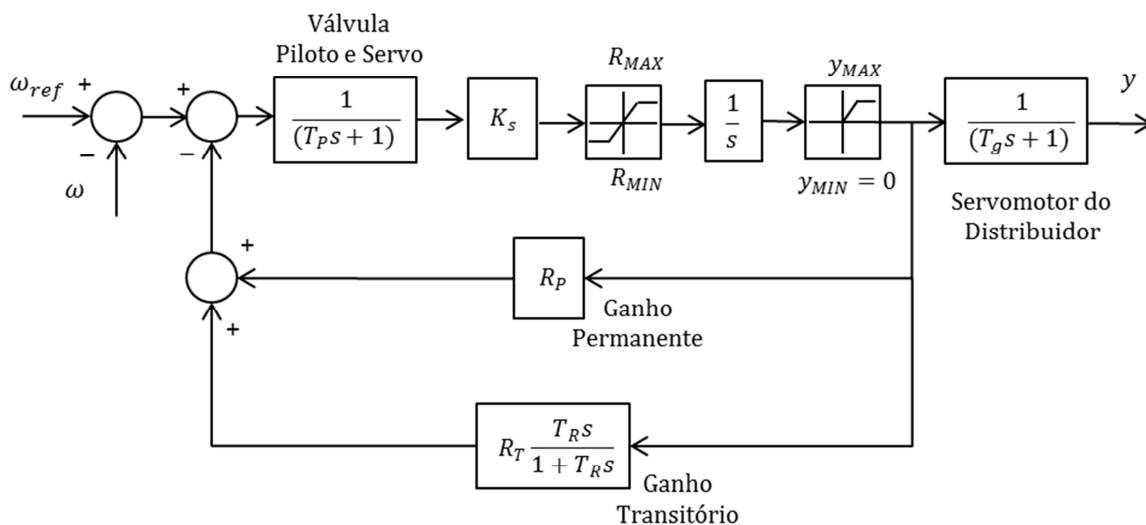 Válvula
Piloto e Servo
ω_ref + + 1/(T_P s + 1) K_s R_MAX 1/s y_MAX 1/(T_g s + 1) y
− −
ω R_MIN y_MIN = 0
Servomotor do
Distribuidor
+ R_P
Ganho
Permanente
+
R_T T_R s/(1 + T_R s)
Ganho
Transitório